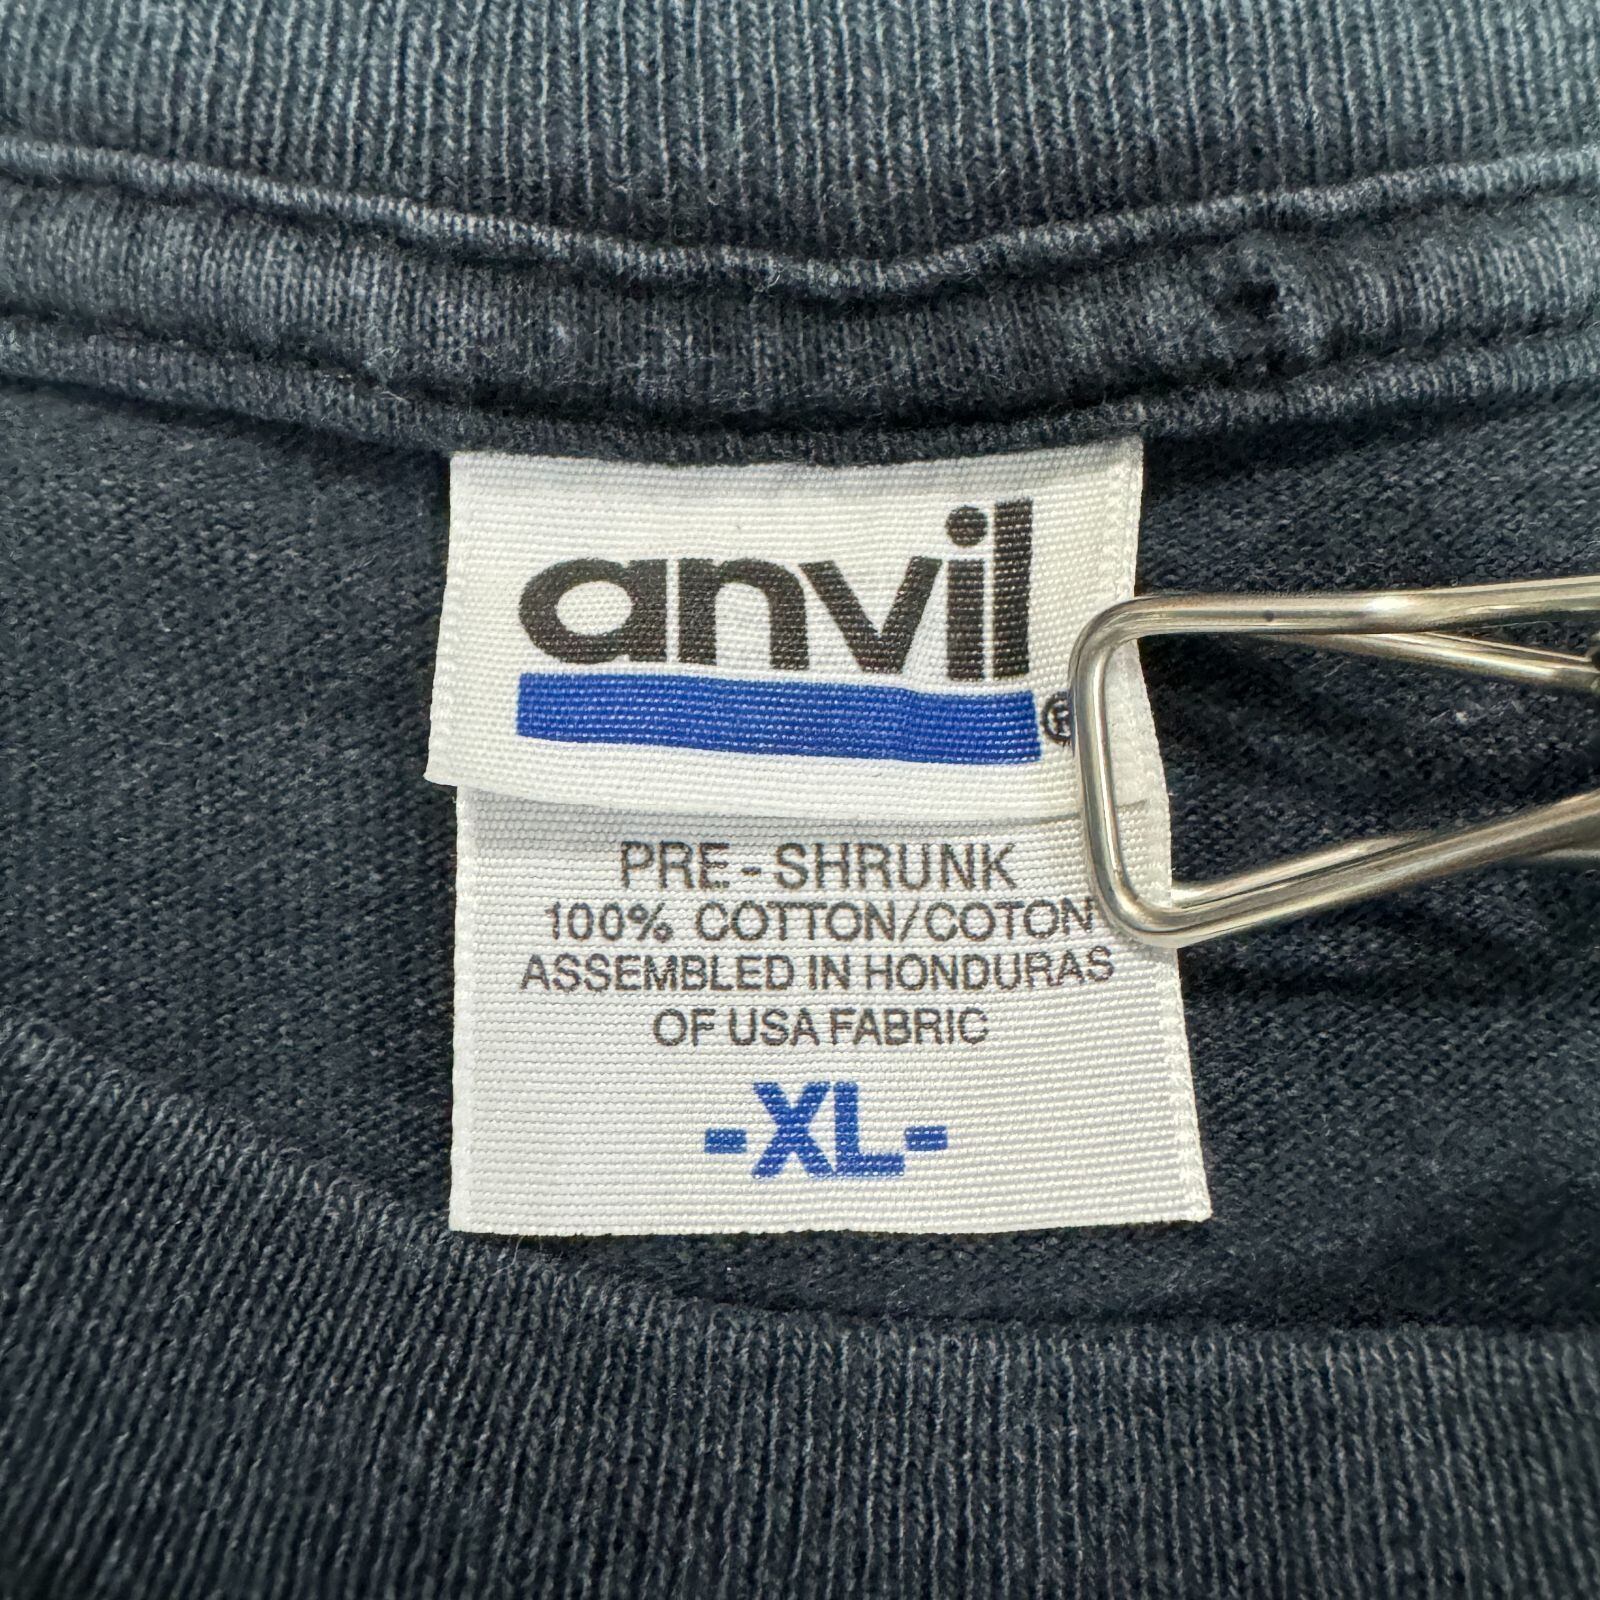 anvil
®
PRE-SHRUNK
100% COTTON/COTON
ASSEMBLED IN HONDURAS
OF USA FABRIC
-XL-